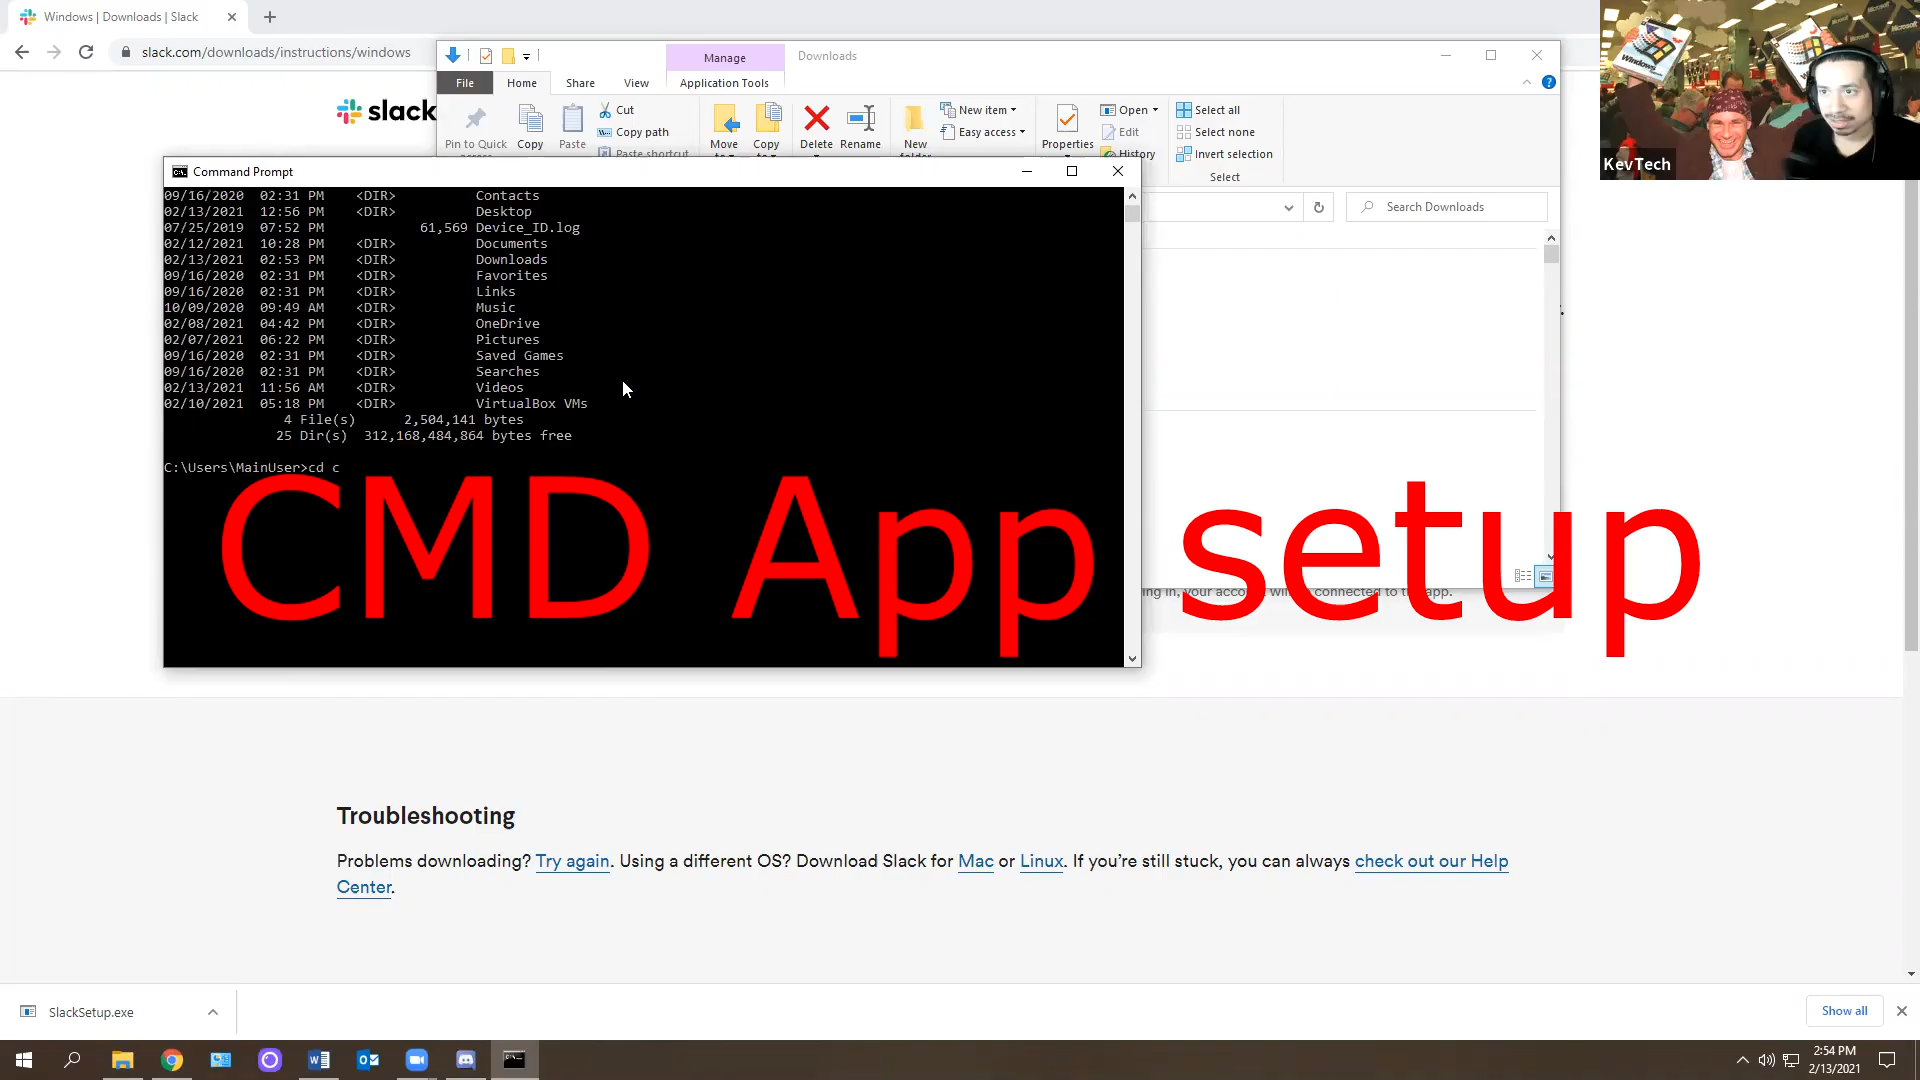 Windows | Downloads | Slack
slack.com/downloads/instructions/windows
slack
Manage
Downloads
File
Home
Share
View
Application Tools
Pin to Quick
Copy
Paste
Cut
Copy path
Paste shortcut
Move
to
Copy
to
Delete
Rename
New
folder
New item
Easy access
Properties
Open
Edit
History
Select all
Select none
Invert selection
Select
KevTech
Search Downloads
Command Prompt
09/16/2020 02:31 PM <DIR> Contacts
02/13/2021 12:56 PM <DIR> Desktop
07/25/2019 07:52 PM 61,569 Device_ID.log
02/12/2021 10:28 PM <DIR> Documents
02/13/2021 02:53 PM <DIR> Downloads
09/16/2020 02:31 PM <DIR> Favorites
09/16/2020 02:31 PM <DIR> Links
10/09/2020 09:49 AM <DIR> Music
02/08/2021 04:42 PM <DIR> OneDrive
02/07/2021 06:22 PM <DIR> Pictures
09/16/2020 02:31 PM <DIR> Saved Games
09/16/2020 02:31 PM <DIR> Searches
02/13/2021 11:56 AM <DIR> Videos
02/10/2021 05:18 PM <DIR> VirtualBox VMs
4 File(s) 2,504,141 bytes
25 Dir(s) 312,168,484,864 bytes free
C:\Users\MainUser>cd c
CMD App setup
Troubleshooting
Problems downloading? Try again. Using a different OS? Download Slack for Mac or Linux. If you’re still stuck, you can always check out our Help
Center.
SlackSetup.exe
Show all
2:54 PM
2/13/2021